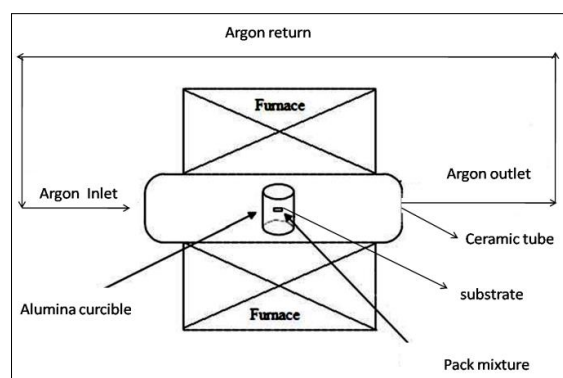 Argon return
Furnace
Argon outlet
Argon Inlet
Ceramic tube
substrate
Alumina curcible
Furnace
Pack mixture